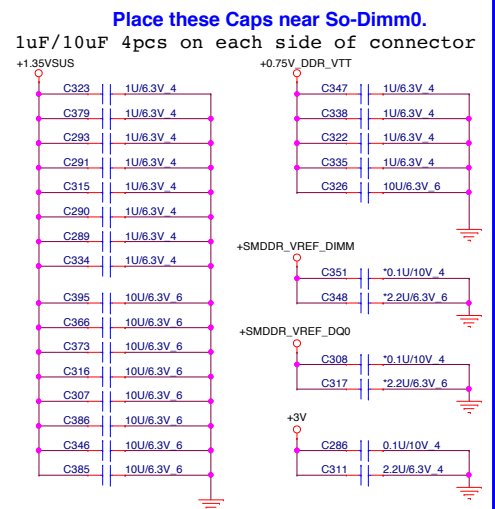 Place these Caps near So-Dimm0.
1uF/10uF 4pcs on each side of connector
+1.35VSUS
C323 1U/6.3V_4
C379 1U/6.3V_4
C293 1U/6.3V_4
C291 1U/6.3V_4
C315 1U/6.3V_4
C290 1U/6.3V_4
C289 1U/6.3V_4
C334 1U/6.3V_4
C395 10U/6.3V_6
C366 10U/6.3V_6
C373 10U/6.3V_6
C316 10U/6.3V_6
C307 10U/6.3V_6
C386 10U/6.3V_6
C346 10U/6.3V_6
C385 10U/6.3V_6
+0.75V_DDR_VTT
C347 1U/6.3V_4
C338 1U/6.3V_4
C322 1U/6.3V_4
C335 1U/6.3V_4
C326 10U/6.3V_6
+SMDDR_VREF_DIMM
C351 *0.1U/10V_4
C348 *2.2U/6.3V_6
+SMDDR_VREF_DQ0
C308 *0.1U/10V_4
C317 *2.2U/6.3V_6
+3V
C286 0.1U/10V_4
C311 2.2U/6.3V_4